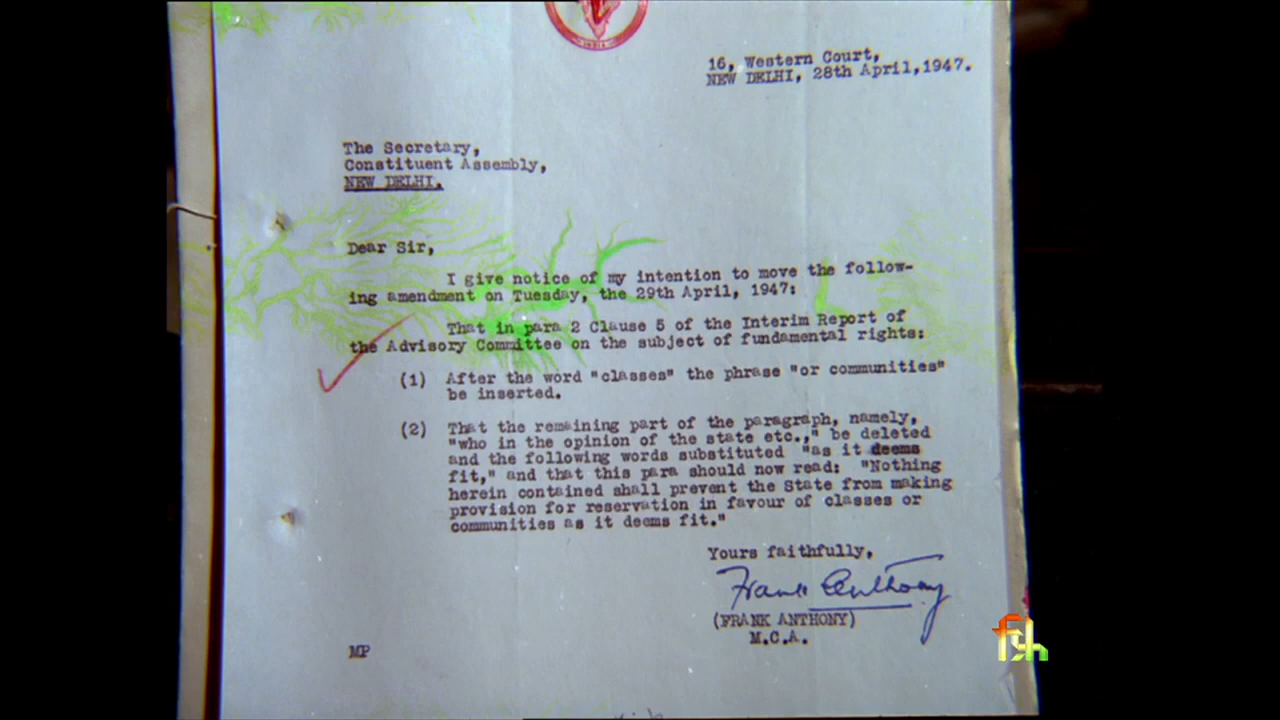 16, Western Court,
NEW DELHI, 28th April,1947.
The Secretary,
Constituent Assembly,
NEW DELHI.
Dear Sir,
I give notice of my intention to move the follow-
ing amendment on Tuesday, the 29th April, 1947:
That in para 2 Clause 5 of the Interim Report of
the Advisory Committee on the subject of fundamental rights:
(1) After the word "classes" the phrase "or communities"
be inserted.
(2) That the remaining part of the paragraph, namely,
"who in the opinion of the state etc.," be deleted
and the following words substituted "as it deems
fit," and that this para should now read: "Nothing
herein contained shall prevent the State from making
provision for reservation in favour of classes or
communities as it deems fit."
Yours faithfully,
Frank Anthony
(FRANK ANTHONY)
M.C.A.
MP